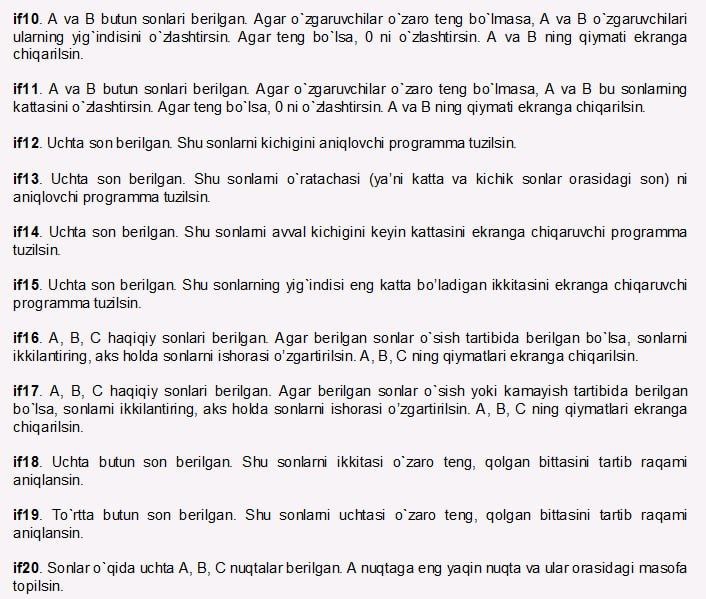 if10. A va B butun sonlari berilgan. Agar o`zgaruvchilar o`zaro teng bo`lmasa, A va B o`zgaruvchilari
ularning yig`indisini o`zlashtirsin. Agar teng bo`lsa, 0 ni o`zlashtirsin. A va B ning qiymati ekranga
chiqarilsin.
if11. A va B butun sonlari berilgan. Agar o`zgaruvchilar o`zaro teng bo`lmasa, A va B bu sonlarning
kattasini o`zlashtirsin. Agar teng bo`lsa, 0 ni o`zlashtirsin. A va B ning qiymati ekranga chiqarilsin.
if12. Uchta son berilgan. Shu sonlarni kichigini aniqlovchi programma tuzilsin.
if13. Uchta son berilgan. Shu sonlarni o`ratachasi (ya’ni katta va kichik sonlar orasidagi son) ni
aniqlovchi programma tuzilsin.
if14. Uchta son berilgan. Shu sonlarni avval kichigini keyin kattasini ekranga chiqaruvchi programma
tuzilsin.
if15. Uchta son berilgan. Shu sonlarning yig`indisi eng katta bo’ladigan ikkitasini ekranga chiqaruvchi
programma tuzilsin.
if16. A, B, C haqiqiy sonlari berilgan. Agar berilgan sonlar o`sish tartibida berilgan bo`lsa, sonlarni
ikkilantiring, aks holda sonlarni ishorasi o’zgartirilsin. A, B, C ning qiymatlari ekranga chiqarilsin.
if17. A, B, C haqiqiy sonlari berilgan. Agar berilgan sonlar o`sish yoki kamayish tartibida berilgan
bo`lsa, sonlarni ikkilantiring, aks holda sonlarni ishorasi o’zgartirilsin. A, B, C ning qiymatlari ekranga
chiqarilsin.
if18. Uchta butun son berilgan. Shu sonlarni ikkitasi o`zaro teng, qolgan bittasini tartib raqami
aniqlansin.
if19. To`rtta butun son berilgan. Shu sonlarni uchtasi o`zaro teng, qolgan bittasini tartib raqami
aniqlansin.
if20. Sonlar o`qida uchta A, B, C nuqtalar berilgan. A nuqtaga eng yaqin nuqta va ular orasidagi masofa
topilsin.